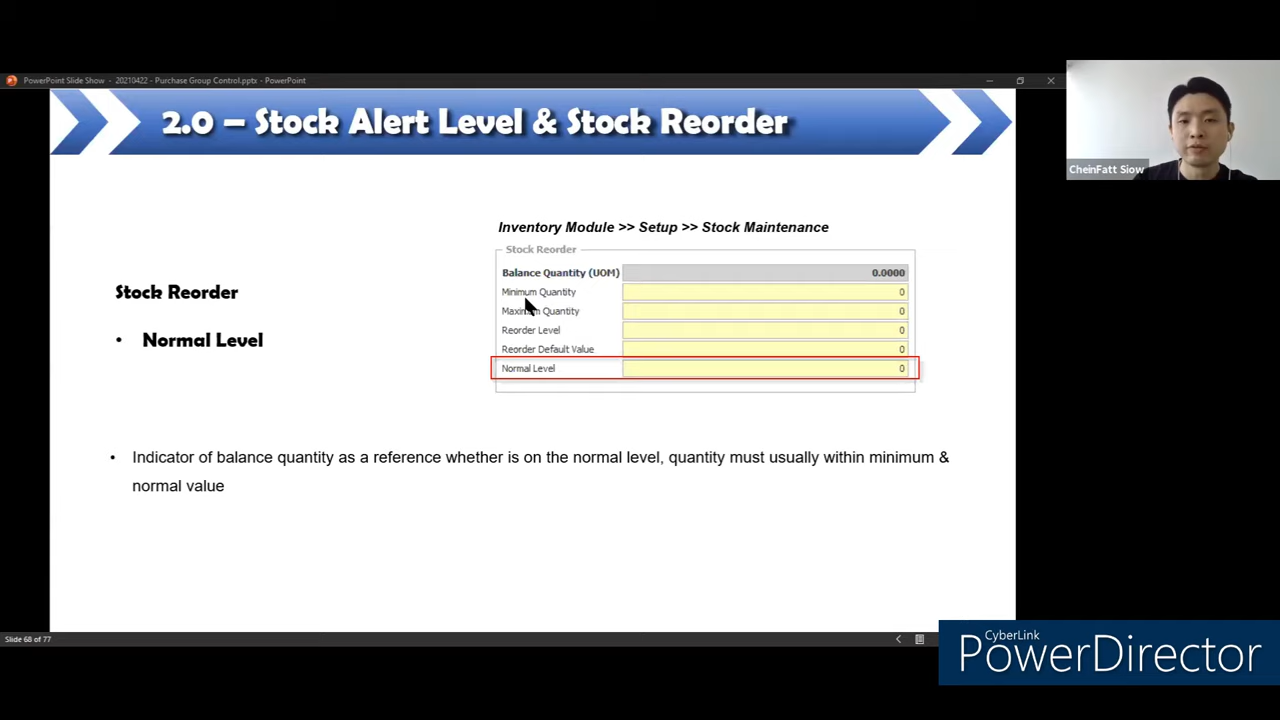 PowerPoint Slide Show - 20210422 - Purchase Group Control.pptx - PowerPoint
2.0 – Stock Alert Level & Stock Reorder
CheinFatt Siow
Inventory Module >> Setup >> Stock Maintenance
Stock Reorder
Balance Quantity (UOM) 0.0000
Minimum Quantity 0
Maximum Quantity 0
Reorder Level 0
Reorder Default Value 0
Normal Level 0
Stock Reorder
• Normal Level
• Indicator of balance quantity as a reference whether is on the normal level, quantity must usually within minimum &
normal value
Slide 68 of 77
CyberLink
PowerDirector